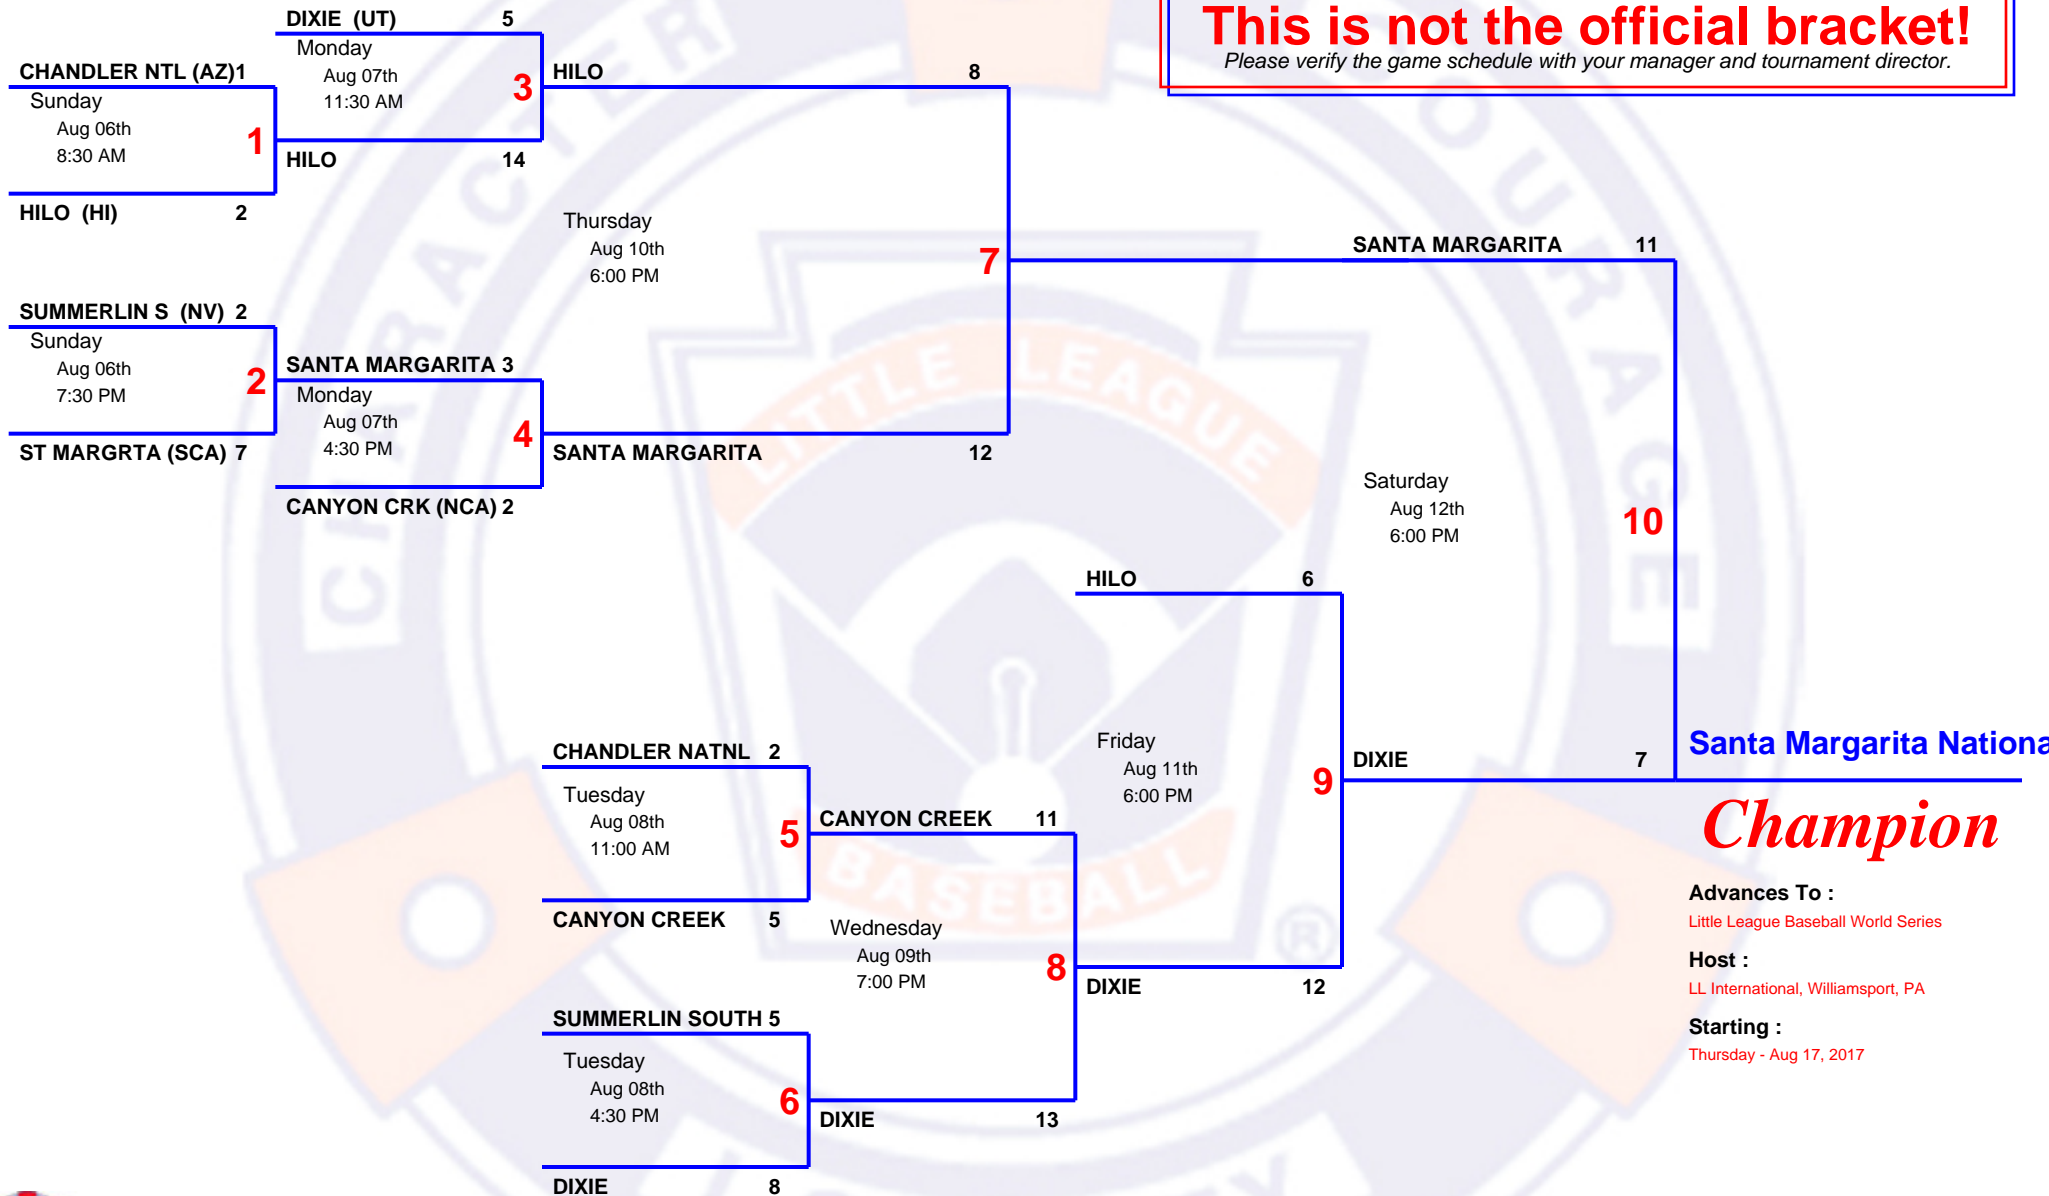 This is not the official bracket!
Please verify the game schedule with your manager and tournament director.
DIXIE (UT) 5
Monday
Aug 07th
11:30 AM
3
HILO 14
CHANDLER NTL (AZ)1
Sunday
Aug 06th
8:30 AM
1
HILO (HI) 2
HILO 8
Thursday
Aug 10th
6:00 PM
7
SANTA MARGARITA 12
SUMMERLIN S (NV) 2
Sunday
Aug 06th
7:30 PM
2
ST MARGRTA (SCA) 7
SANTA MARGARITA 3
Monday
Aug 07th
4:30 PM
4
CANYON CRK (NCA) 2
SANTA MARGARITA 11
Saturday
Aug 12th
6:00 PM
10
DIXIE 7
HILO 6
Friday
Aug 11th
6:00 PM
9
DIXIE 12
CHANDLER NATNL 2
Tuesday
Aug 08th
11:00 AM
5
CANYON CREEK 5
CANYON CREEK 11
Wednesday
Aug 09th
7:00 PM
8
DIXIE 13
SUMMERLIN SOUTH 5
Tuesday
Aug 08th
4:30 PM
6
DIXIE 8
Santa Margarita Nationa
Champion
Advances To :
Little League Baseball World Series
Host :
LL International, Williamsport, PA
Starting :
Thursday - Aug 17, 2017
CHARACTER
COURAGE
LITTLE LEAGUE
BASEBALL
®